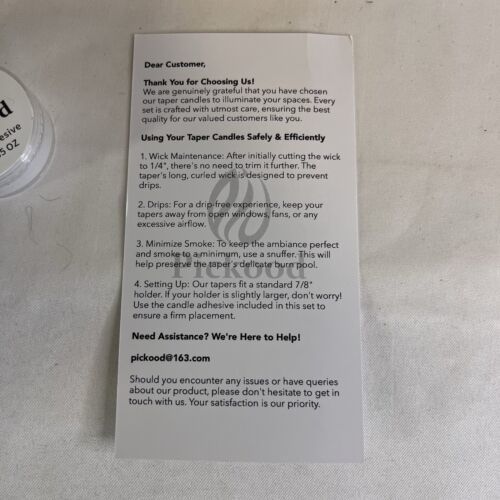 Dear Customer,
Thank You for Choosing Us!
We are genuinely grateful that you have chosen
our taper candles to illuminate your spaces. Every
set is crafted with utmost care, ensuring the best
quality for our valued customers like you.
Using Your Taper Candles Safely & Efficiently
1. Wick Maintenance: After initially cutting the wick
to 1/4", there's no need to trim it further. The
taper's long, curled wick is designed to prevent
drips.
2. Drips: For a drip-free experience, keep your
tapers away from open windows, fans, or any
excessive airflow.
3. Minimize Smoke: To keep the ambiance perfect
and smoke to a minimum, use a snuffer. This will
help preserve the taper's delicate burn pool.
Pickood
4. Setting Up: Our tapers fit a standard 7/8"
holder. If your holder is slightly larger, don't worry!
Use the candle adhesive included in this set to
ensure a firm placement.
Need Assistance? We're Here to Help!
pickood@163.com
Should you encounter any issues or have queries
about our product, please don't hesitate to get in
touch with us. Your satisfaction is our priority.
d
esive
5 OZ